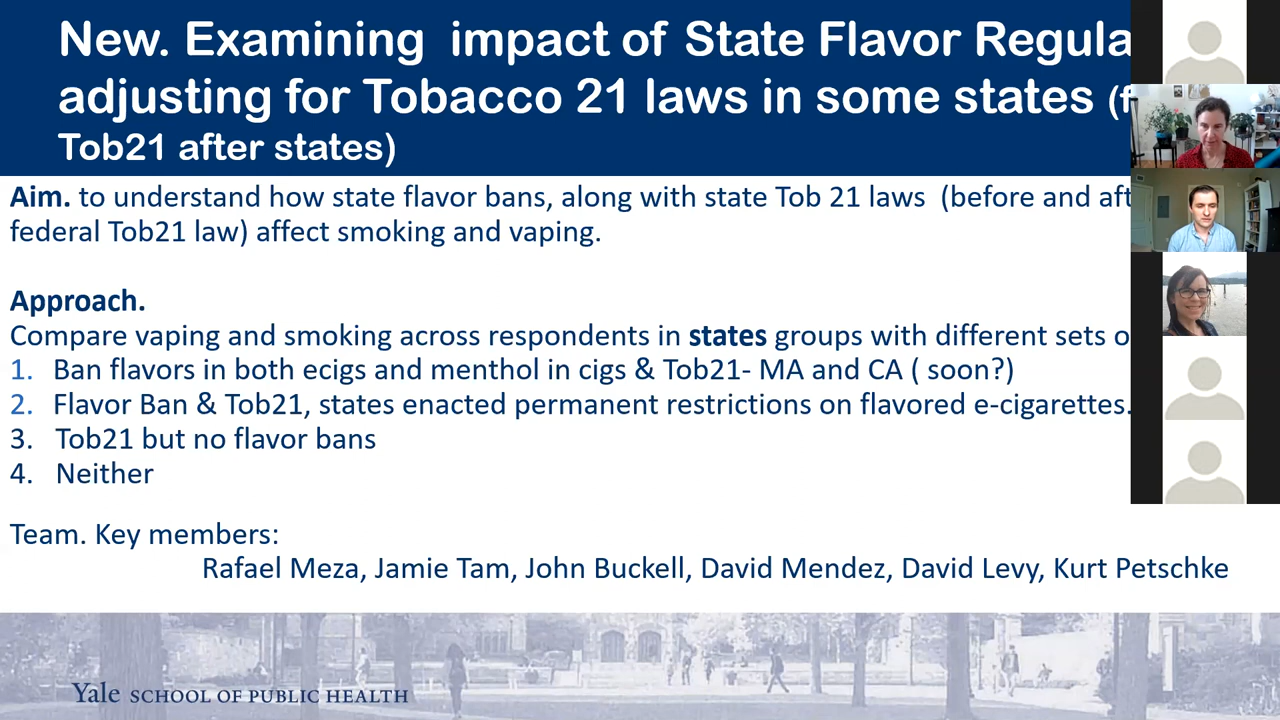 New. Examining impact of State Flavor Regula
adjusting for Tobacco 21 laws in some states (f
Tob21 after states)
Aim. to understand how state flavor bans, along with state Tob 21 laws (before and aft
federal Tob21 law) affect smoking and vaping.
Approach.
Compare vaping and smoking across respondents in states groups with different sets o
1. Ban flavors in both ecigs and menthol in cigs & Tob21- MA and CA ( soon?)
2. Flavor Ban & Tob21, states enacted permanent restrictions on flavored e-cigarettes.
3. Tob21 but no flavor bans
4. Neither
Team. Key members:
Rafael Meza, Jamie Tam, John Buckell, David Mendez, David Levy, Kurt Petschke
Yale SCHOOL OF PUBLIC HEALTH